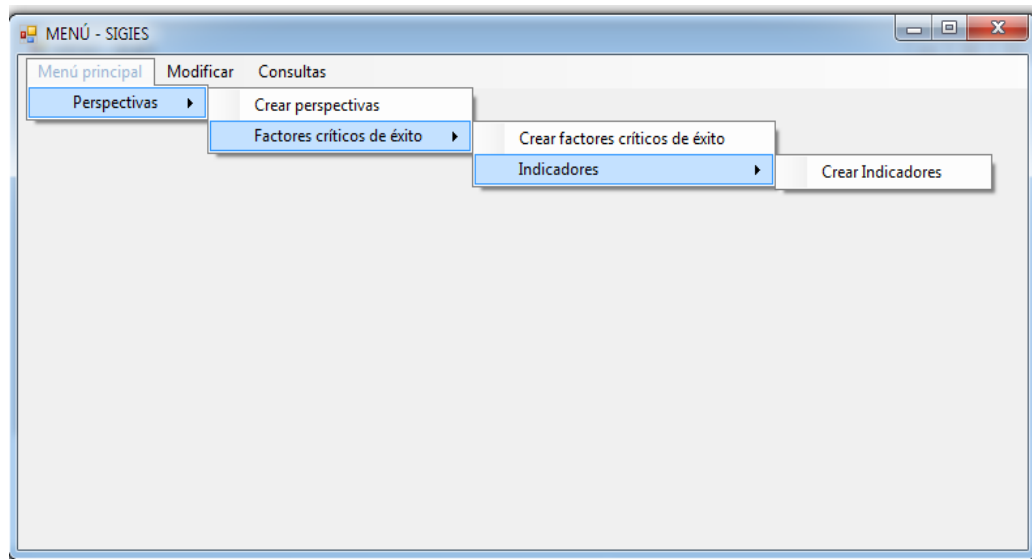 MENÚ - SIGIES
Menú principal Modificar Consultas
Perspectivas Crear perspectivas
Factores críticos de éxito Crear factores críticos de éxito
Indicadores Crear Indicadores